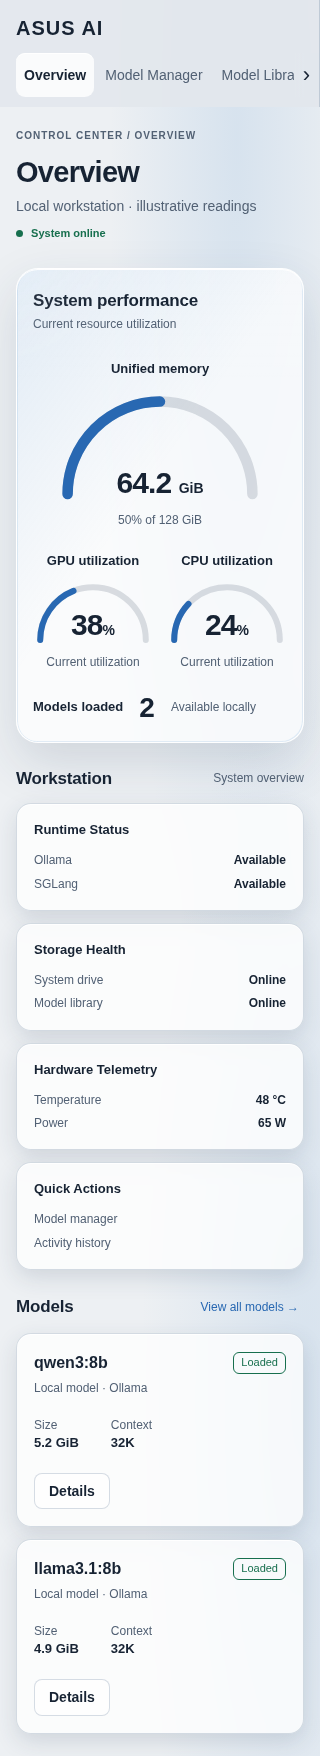 ASUS AI
Overview Model Manager Model Libra ›
CONTROL CENTER / OVERVIEW
Overview
Local workstation · illustrative readings
System online
System performance
Current resource utilization
Unified memory
64.2 GiB
50% of 128 GiB
GPU utilization CPU utilization
38% 24%
Current utilization Current utilization
Models loaded 2 Available locally
Workstation System overview
Runtime Status
Ollama Available
SGLang Available
Storage Health
System drive Online
Model library Online
Hardware Telemetry
Temperature 48 °C
Power 65 W
Quick Actions
Model manager
Activity history
Models View all models →
qwen3:8b Loaded
Local model · Ollama
Size Context
5.2 GiB 32K
Details
llama3.1:8b Loaded
Local model · Ollama
Size Context
4.9 GiB 32K
Details